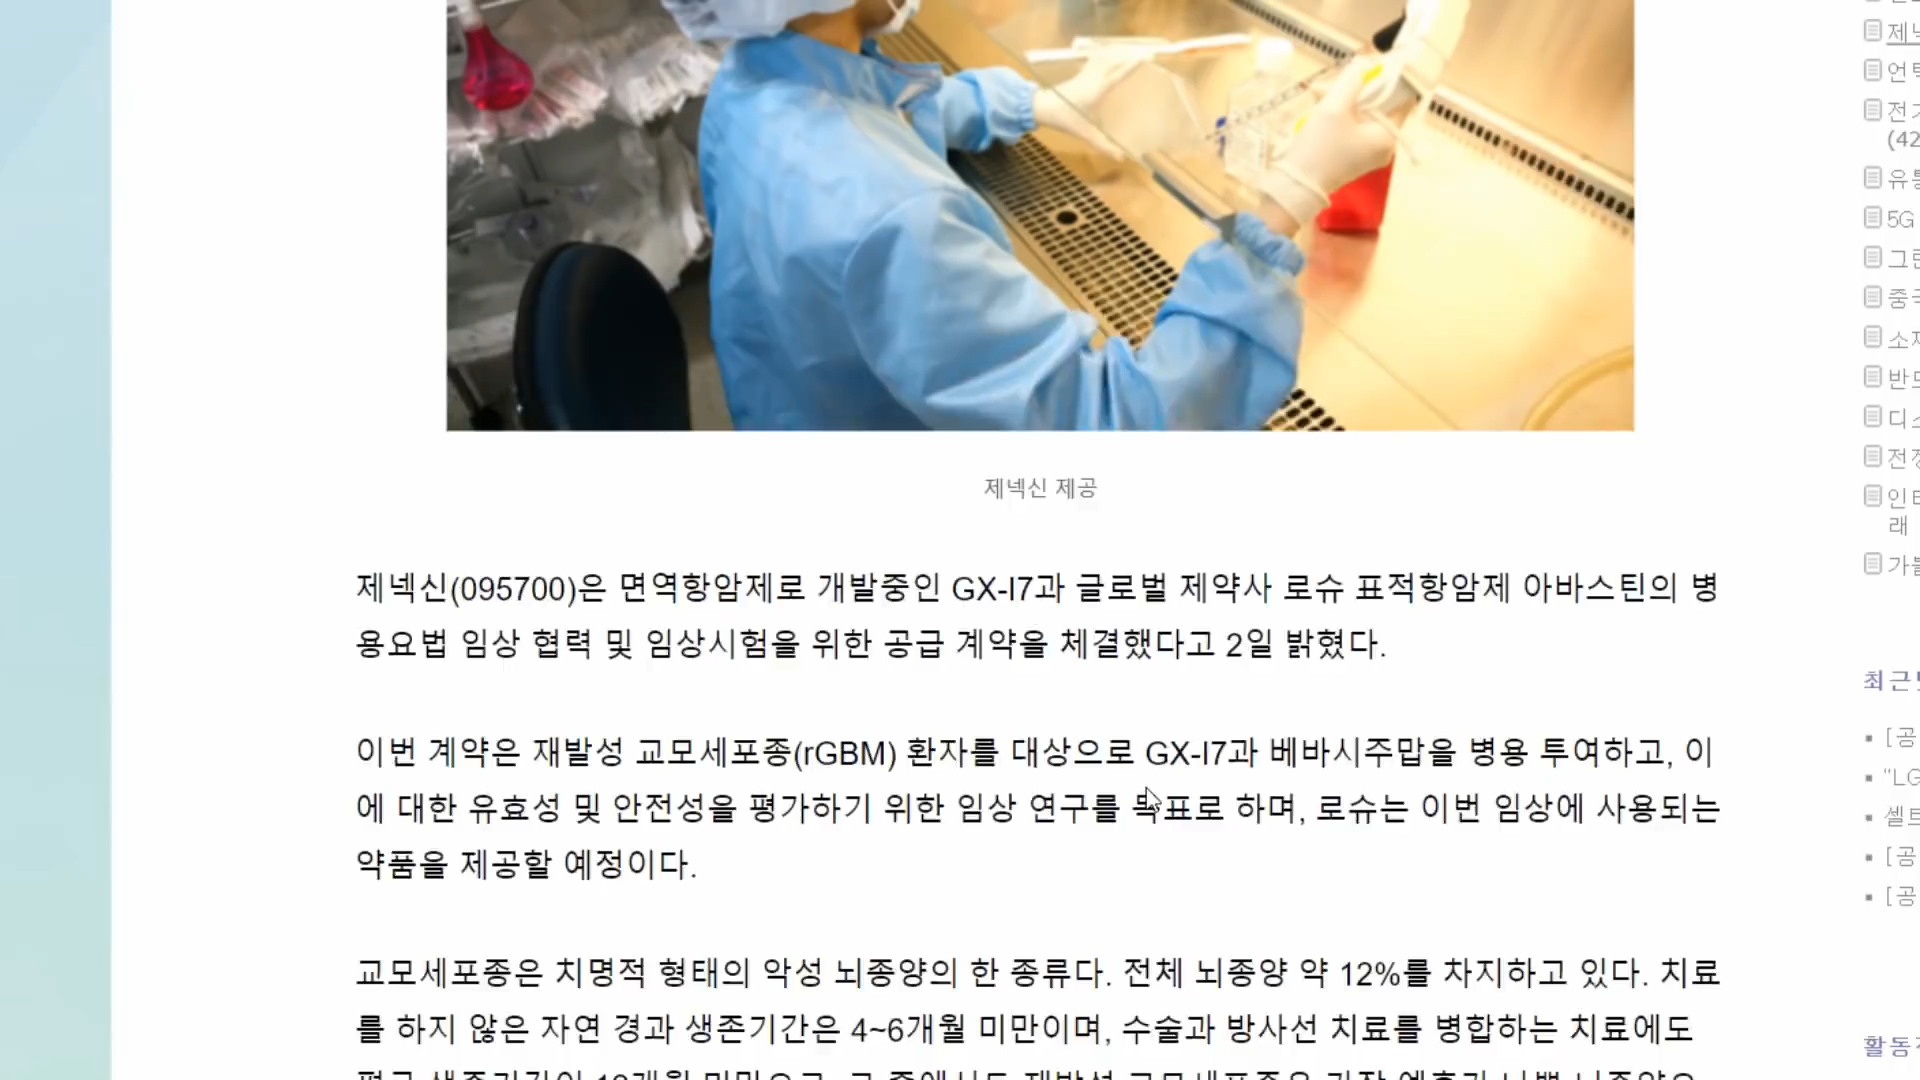 제넥신 제공
제넥신(095700)은 면역항암제로 개발중인 GX-I7과 글로벌 제약사 로슈 표적항암제 아바스틴의 병
용요법 임상 협력 및 임상시험을 위한 공급 계약을 체결했다고 2일 밝혔다.
이번 계약은 재발성 교모세포종(rGBM) 환자를 대상으로 GX-I7과 베바시주맙을 병용 투여하고, 이
에 대한 유효성 및 안전성을 평가하기 위한 임상 연구를 목표로 하며, 로슈는 이번 임상에 사용되는
약품을 제공할 예정이다.
교모세포종은 치명적 형태의 악성 뇌종양의 한 종류다. 전체 뇌종양 약 12%를 차지하고 있다. 치료
를 하지 않은 자연 경과 생존기간은 4~6개월 미만이며, 수술과 방사선 치료를 병합하는 치료에도
(42
5G
래
최근
[공
"LG
[공
[공
활동